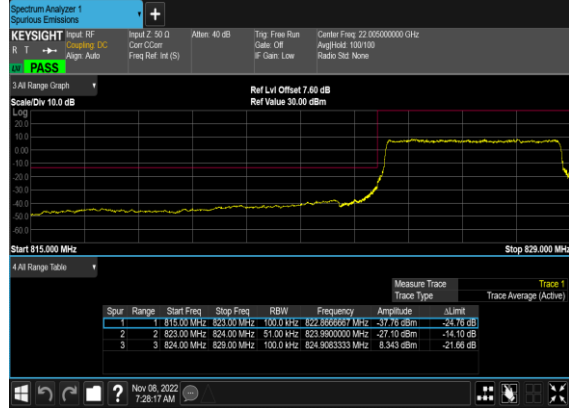 Spectrum Analyzer 1
Spurious Emissions
+
KEYSIGHT Input: RF Input Z: 50 Ω Atten: 40 dB Trig: Free Run Center Freq: 22.005000000 GHz
R T Coupling: DC Corr CCorr Gate: Off Avg|Hold: 100/100
Align: Auto Freq Ref: Int (S) IF Gain: Low Radio Std: None
LW PASS
3 All Range Graph
Ref Lvl Offset 7.60 dB
Scale/Div 10.0 dB Ref Value 30.00 dBm
Log
20.0
10.0
0.00
-10.0
-20.0
-30.0
-40.0
-50.0
-60.0
Start 815.000 MHz Stop 829.000 MHz
4 All Range Table
Measure Trace Trace 1
Trace Type Trace Average (Active)
Spur Range Start Freq Stop Freq RBW Frequency Amplitude ΔLimit
1 1 815.00 MHz 823.00 MHz 100.0 kHz 822.8666667 MHz -37.76 dBm -24.76 dB
2 2 823.00 MHz 824.00 MHz 51.00 kHz 823.9900000 MHz -27.10 dBm -14.10 dB
3 3 824.00 MHz 829.00 MHz 100.0 kHz 824.9083333 MHz 8.343 dBm -21.66 dB
? Nov 08, 2022
7:28:17 AM